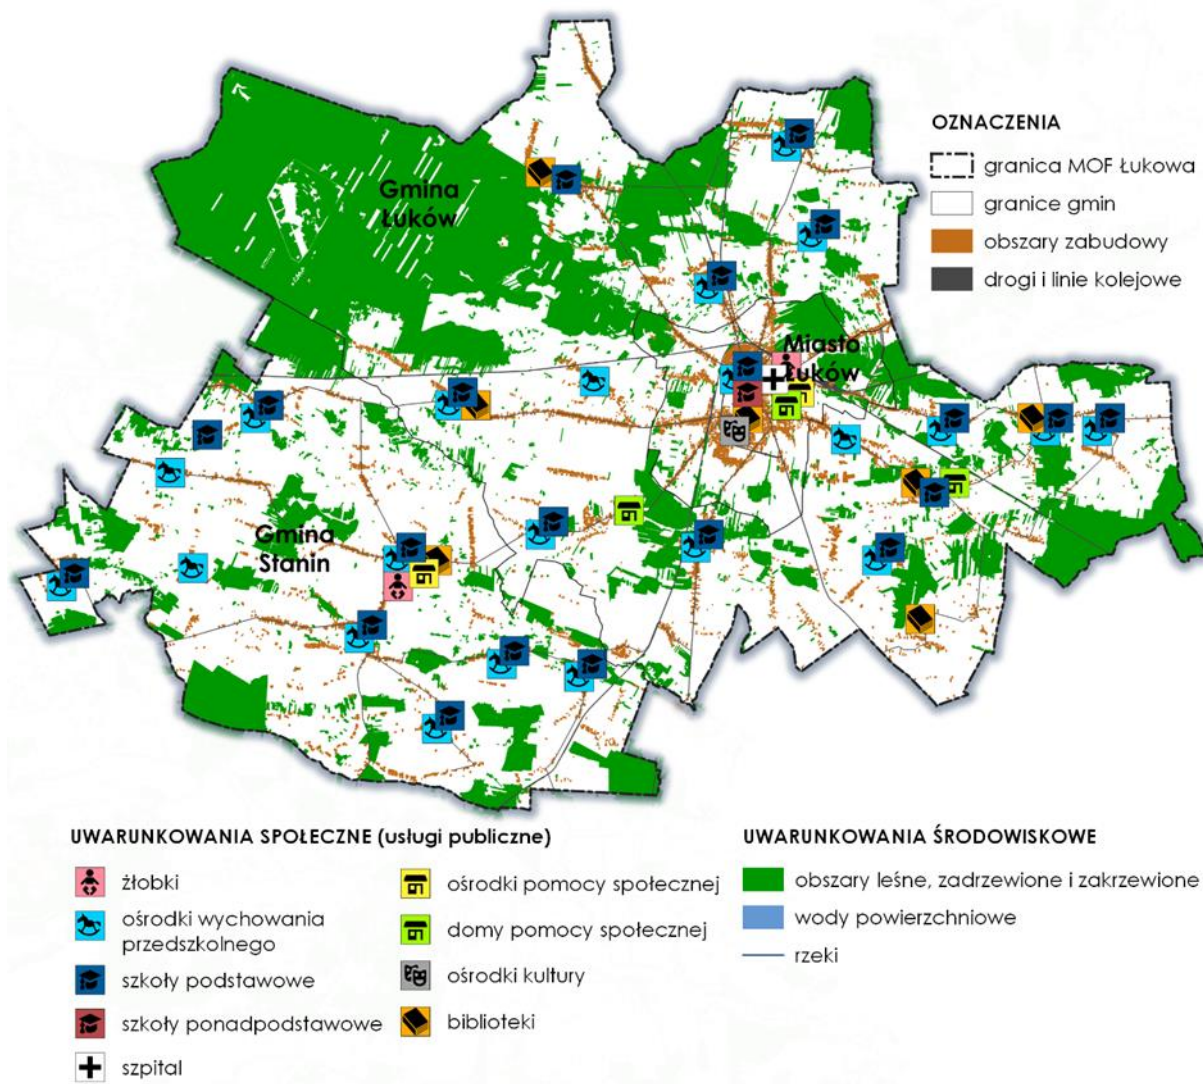 OZNACZENIA
granica MOF Łukowa
granice gmin
obszary zabudowy
drogi i linie kolejowe
Gmina
Łuków
Miasto
Łuków
Gmina
Stanin
UWARUNKOWANIA SPOŁECZNE (usługi publiczne)
żłobki
ośrodki wychowania
przedszkolnego
szkoły podstawowe
szkoły ponadpodstawowe
szpital
ośrodki pomocy społecznej
domy pomocy społecznej
ośrodki kultury
biblioteki
UWARUNKOWANIA ŚRODOWISKOWE
obszary leśne, zadrzewione i zakrzewione
wody powierzchniowe
rzeki